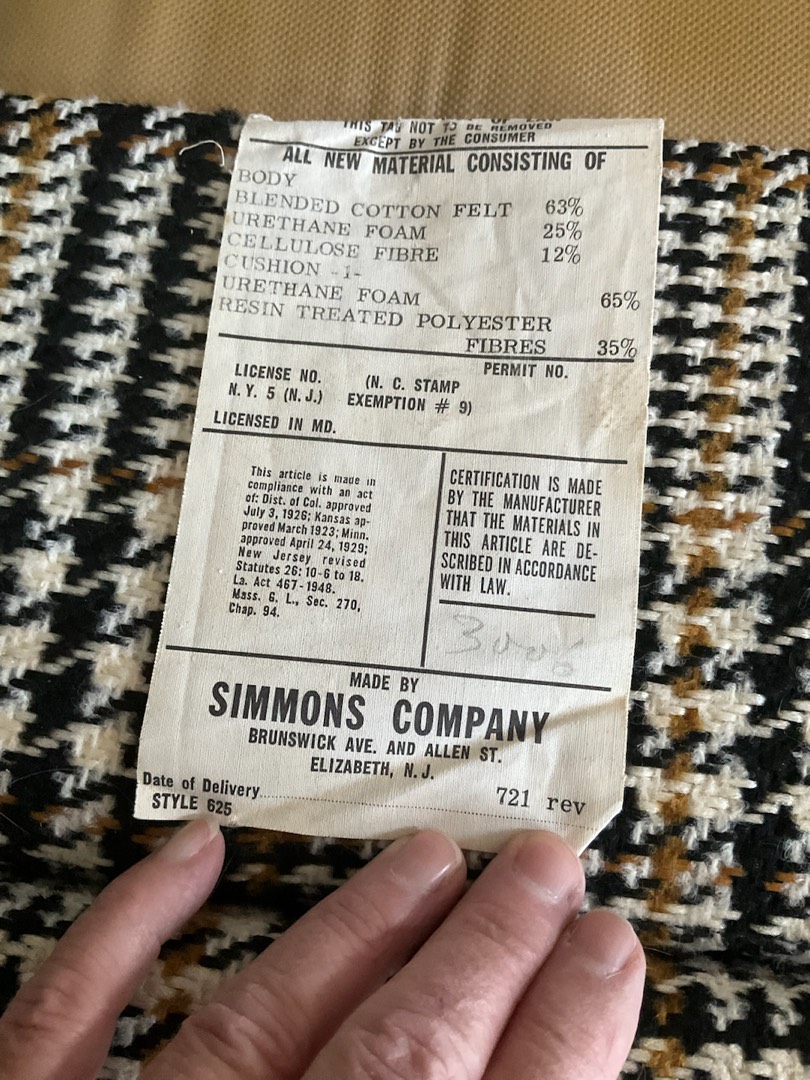 THIS TAG NOT TO BE REMOVED
EXCEPT BY THE CONSUMER
ALL NEW MATERIAL CONSISTING OF
BODY
BLENDED COTTON FELT 63%
URETHANE FOAM 25%
CELLULOSE FIBRE 12%
CUSHION -1-
URETHANE FOAM 65%
RESIN TREATED POLYESTER
FIBRES 35%
PERMIT NO.
LICENSE NO.
N. Y. 5 (N. J.)
(N. C. STAMP
EXEMPTION # 9)
LICENSED IN MD.
This article is made in
compliance with an act
of: Dist. of Col. approved
July 3, 1926; Kansas ap-
proved March 1923; Minn.
approved April 24, 1929;
New Jersey revised
Statutes 26; 10-6 to 18.
La. Act 467-1948.
Mass. G. L., Sec. 270,
Chap. 94.
CERTIFICATION IS MADE
BY THE MANUFACTURER
THAT THE MATERIALS IN
THIS ARTICLE ARE DE-
SCRIBED IN ACCORDANCE
WITH LAW.
MADE BY
SIMMONS COMPANY
BRUNSWICK AVE. AND ALLEN ST.
ELIZABETH, N. J.
Date of Delivery 721 rev
STYLE 625